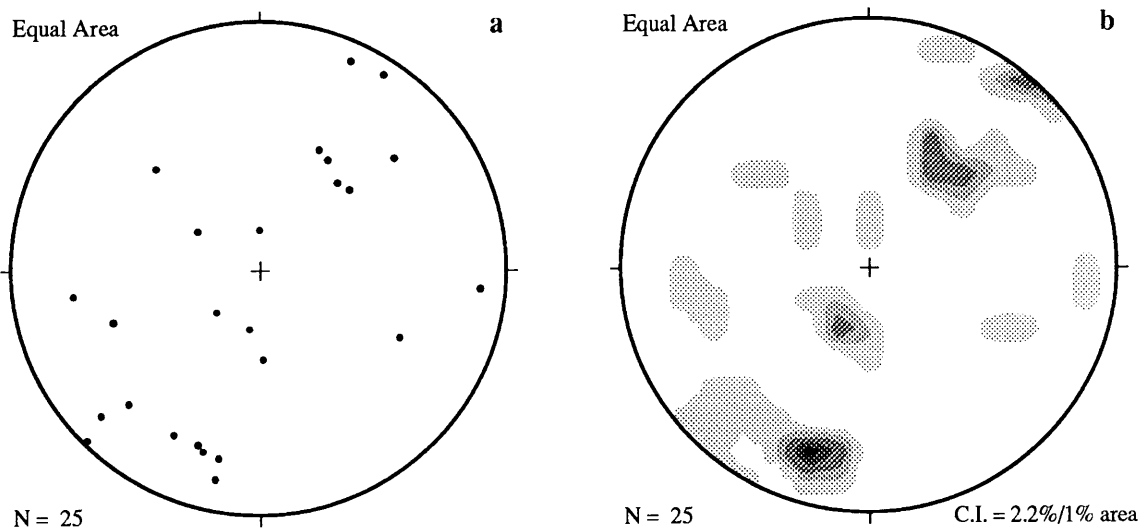 Equal Area
a
N = 25
Equal Area
b
N = 25
C.I. = 2.2%/1% area